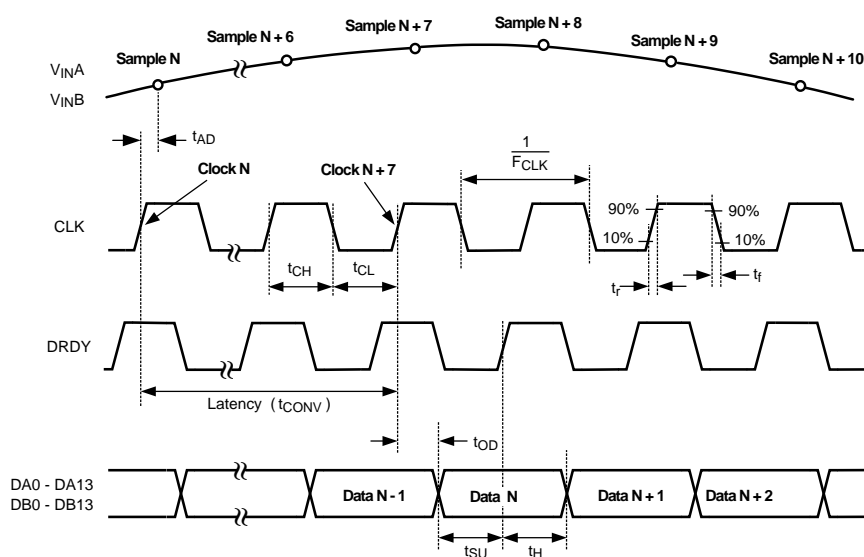 Sample N
Sample N + 6
Sample N + 7
Sample N + 8
Sample N + 9
Sample N + 10
VINA
VINB
tAD
1
FCLK
Clock N
Clock N + 7
CLK
90%
90%
10%
10%
tCH
tCL
tr
tf
DRDY
Latency ( tCONV )
tOD
DA0 - DA13
DB0 - DB13
Data N - 1
Data N
Data N + 1
Data N + 2
tSU
tH